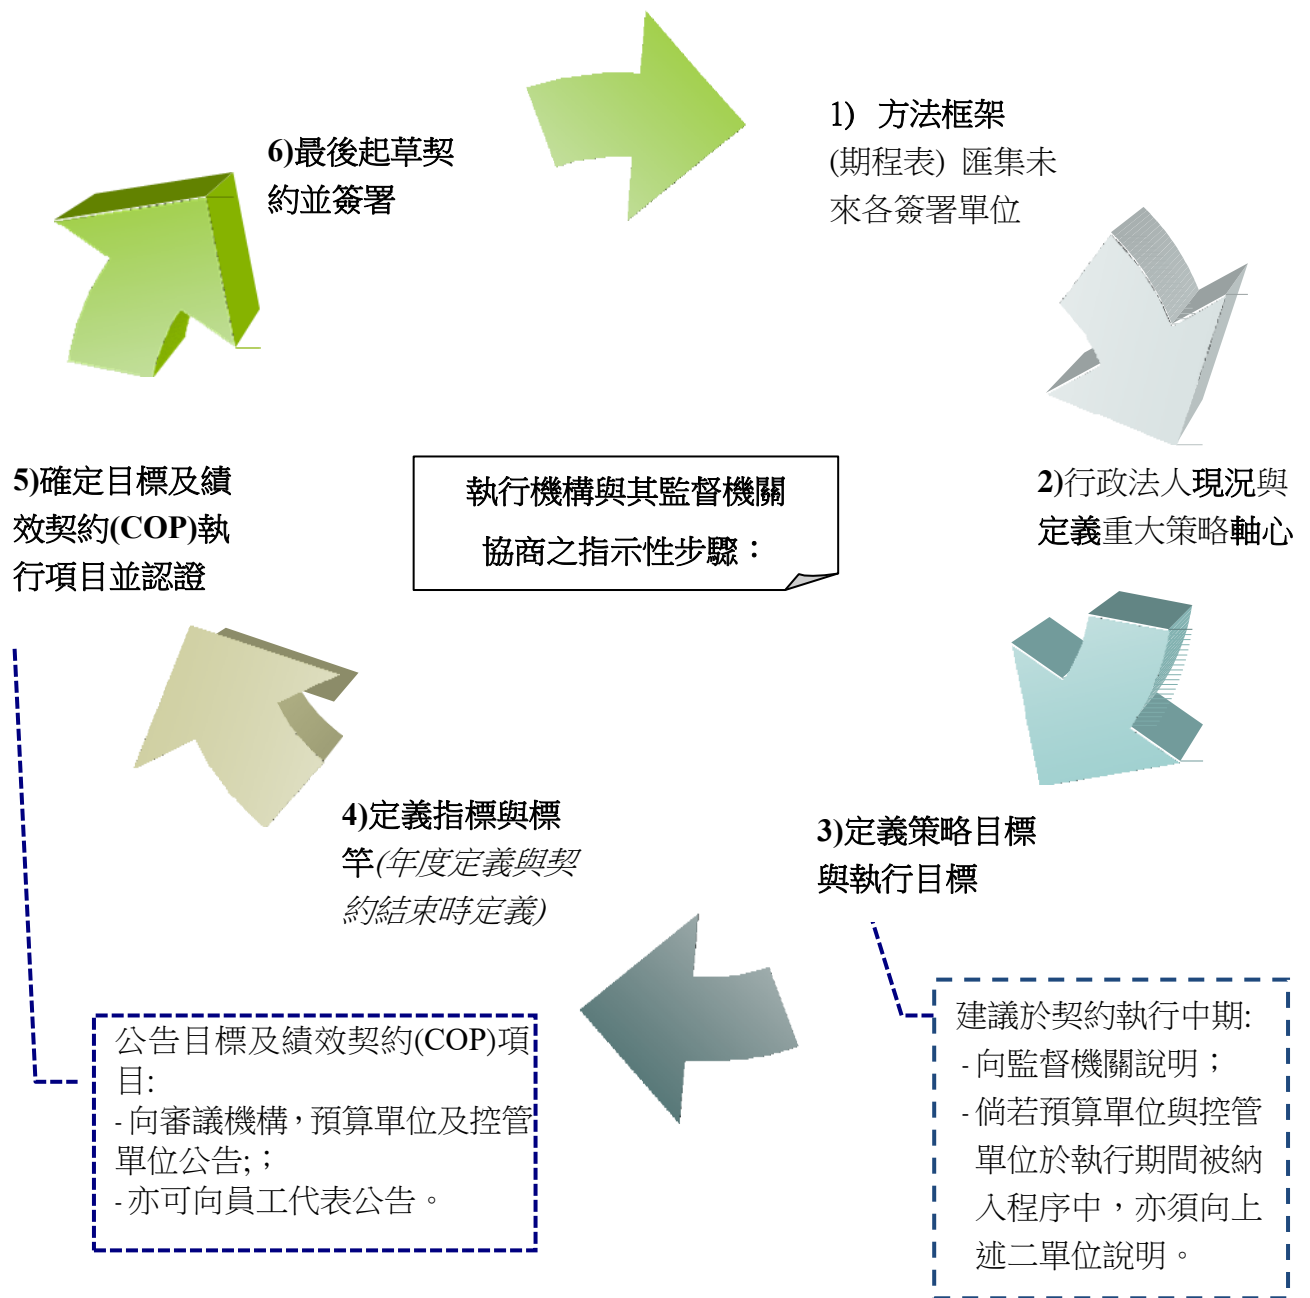 1) 方法框架
(期程表) 匯集未
來各簽署單位
2)行政法人現況與
定義重大策略軸心
3)定義策略目標
與執行目標
建議於契約執行中期:
- 向監督機關說明；
- 倘若預算單位與控管
單位於執行期間被納
入程序中，亦須向上
述二單位說明。
4)定義指標與標
竿(年度定義與契
約結束時定義)
5)確定目標及績
效契約(COP)執
行項目並認證
公告目標及績效契約(COP)項
目:
- 向審議機構，預算單位及控管
單位公告;；
- 亦可向員工代表公告。
6)最後起草契
約並簽署
執行機構與其監督機關
協商之指示性步驟：